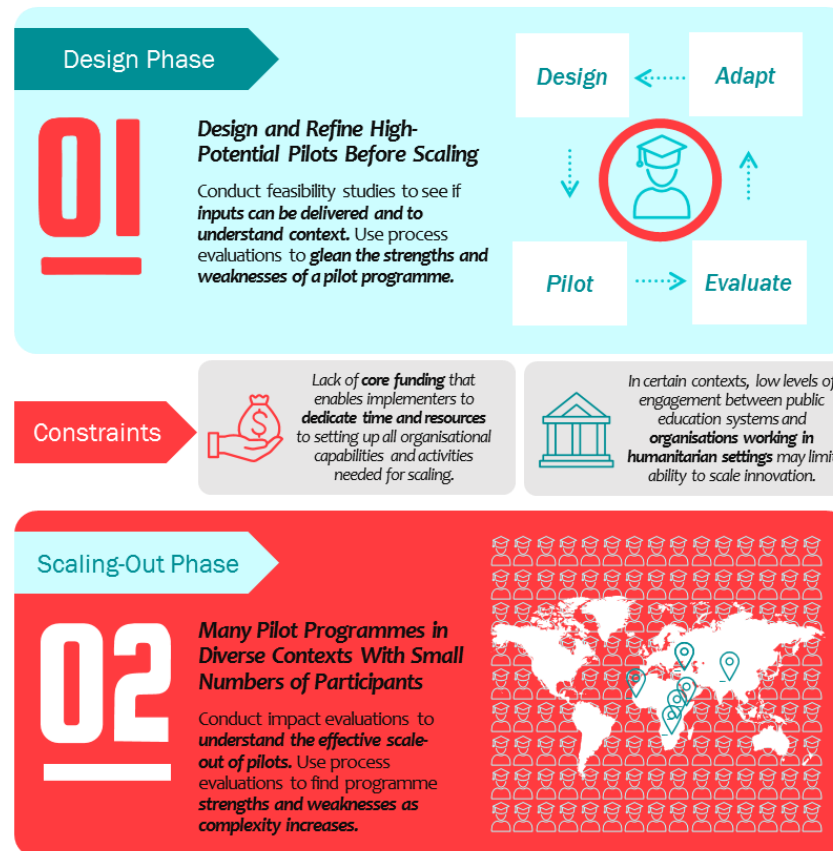 Design Phase
01
Design and Refine High-
Potential Pilots Before Scaling
Conduct feasibility studies to see if
inputs can be delivered and to
understand context. Use process
evaluations to glean the strengths and
weaknesses of a pilot programme.
Design
Adapt
Pilot
Evaluate
Constraints
$
Lack of core funding that
enables implementers to
dedicate time and resources
to setting up all organisational
capabilities and activities
needed for scaling.
In certain contexts, low levels of
engagement between public
education systems and
organisations working in
humanitarian settings may limit
ability to scale innovation.
Scaling-Out Phase
02
Many Pilot Programmes in
Diverse Contexts With Small
Numbers of Participants
Conduct impact evaluations to
understand the effective scale-
out of pilots. Use process
evaluations to find programme
strengths and weaknesses as
complexity increases.